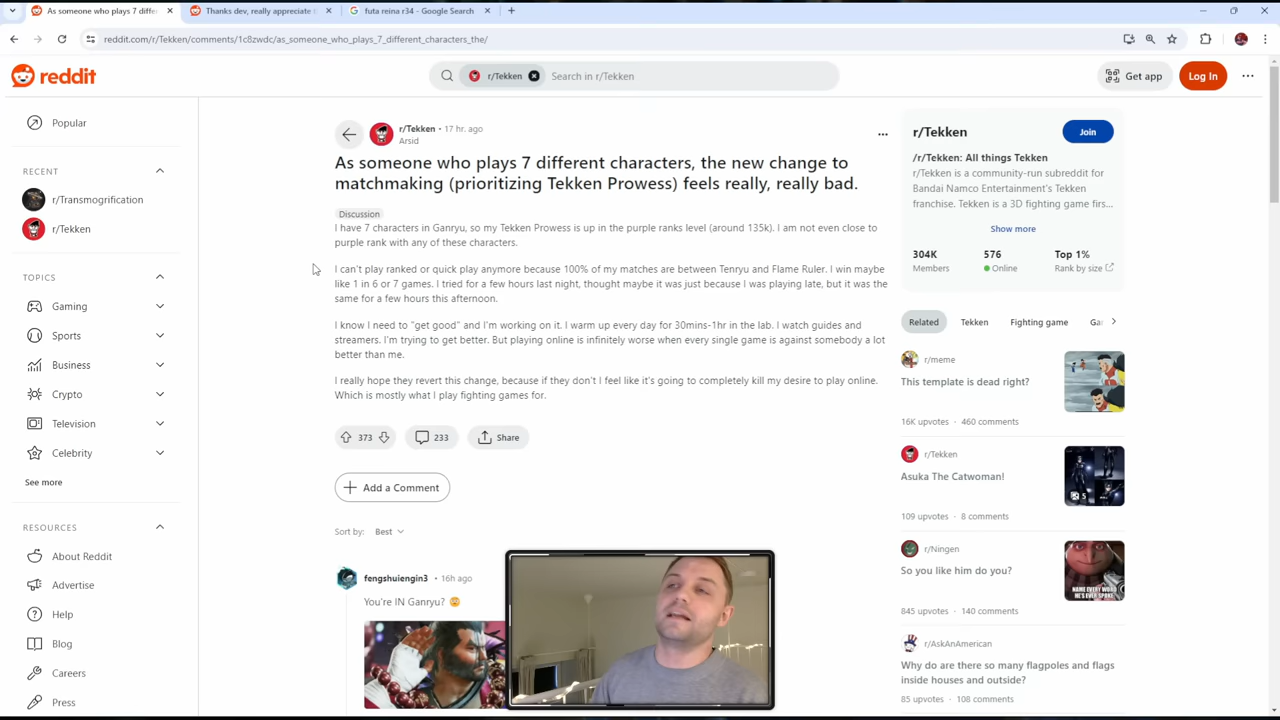 As someone who plays 7 differ
Thanks dev, really appreciate t
futa reina r34 - Google Search
reddit.com/r/Tekken/comments/1c8zwdc/as_someone_who_plays_7_different_characters_the/
reddit
r/Tekken
Search in r/Tekken
Get app
Log In
Popular
RECENT
r/Transmogrification
r/Tekken
TOPICS
Gaming
Sports
Business
Crypto
Television
Celebrity
See more
RESOURCES
About Reddit
Advertise
Help
Blog
Careers
Press
r/Tekken • 17 hr. ago
Arsid
As someone who plays 7 different characters, the new change to
matchmaking (prioritizing Tekken Prowess) feels really, really bad.
Discussion
I have 7 characters in Ganryu, so my Tekken Prowess is up in the purple ranks level (around 135k). I am not even close to
purple rank with any of these characters.
I can't play ranked or quick play anymore because 100% of my matches are between Tenryu and Flame Ruler. I win maybe
like 1 in 6 or 7 games. I tried for a few hours last night, thought maybe it was just because I was playing late, but it was the
same for a few hours this afternoon.
I know I need to "get good" and I'm working on it. I warm up every day for 30mins-1hr in the lab. I watch guides and
streamers. I'm trying to get better. But playing online is infinitely worse when every single game is against somebody a lot
better than me.
I really hope they revert this change, because if they don't I feel like it's going to completely kill my desire to play online.
Which is mostly what I play fighting games for.
373
233
Share
Add a Comment
Sort by: Best
fengshuiengin3 • 16h ago
You're IN Ganryu? 😳
r/Tekken
Join
/r/Tekken: All things Tekken
r/Tekken is a community-run subreddit for
Bandai Namco Entertainment's Tekken
franchise. Tekken is a 3D fighting game firs...
Show more
304K
Members
576
Online
Top 1%
Rank by size
Related
Tekken
Fighting game
Ga
r/meme
This template is dead right?
16K upvotes • 460 comments
r/Tekken
Asuka The Catwoman!
5
109 upvotes • 8 comments
r/Ningen
So you like him do you?
NAME EVERY WORD
HE'S EVER SPOKE
845 upvotes • 140 comments
r/AskAnAmerican
Why do are there so many flagpoles and flags
inside houses and outside?
85 upvotes • 108 comments